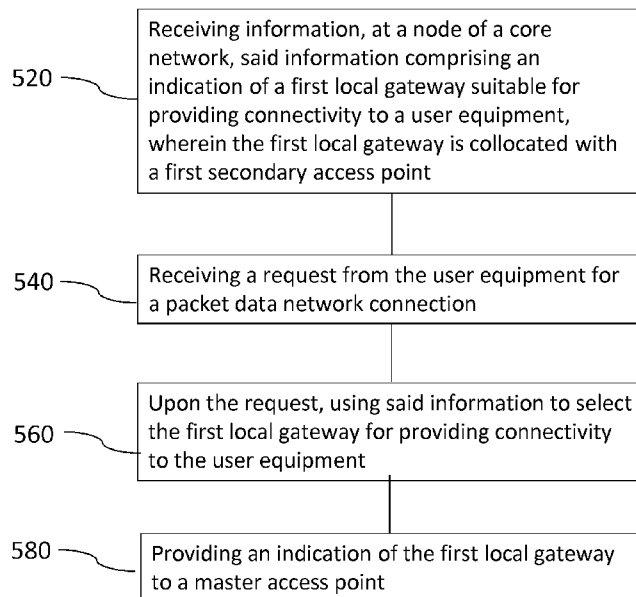 520
Receiving information, at a node of a core
network, said information comprising an
indication of a first local gateway suitable for
providing connectivity to a user equipment,
wherein the first local gateway is collocated with
a first secondary access point
540
Receiving a request from the user equipment for
a packet data network connection
560
Upon the request, using said information to select
the first local gateway for providing connectivity
to the user equipment
580
Providing an indication of the first local gateway
to a master access point